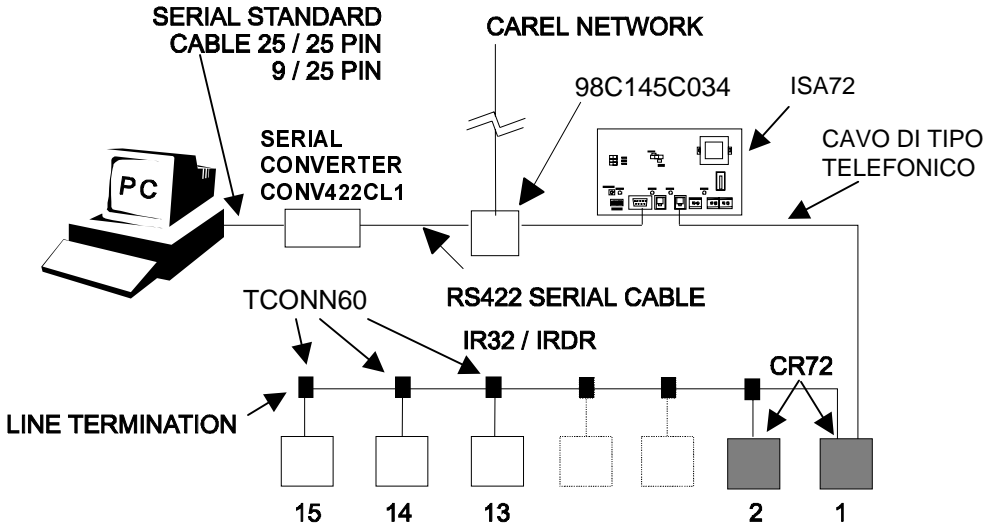 SERIAL STANDARD
CABLE 25 / 25 PIN
9 / 25 PIN
CAREL NETWORK
98C145C034
ISA72
SERIAL
CONVERTER
CONV422CL1
CAVO DI TIPO
TELEFONICO
PC
TCONN60
RS422 SERIAL CABLE
IR32 / IRDR
CR72
LINE TERMINATION
15
14
13
2
1